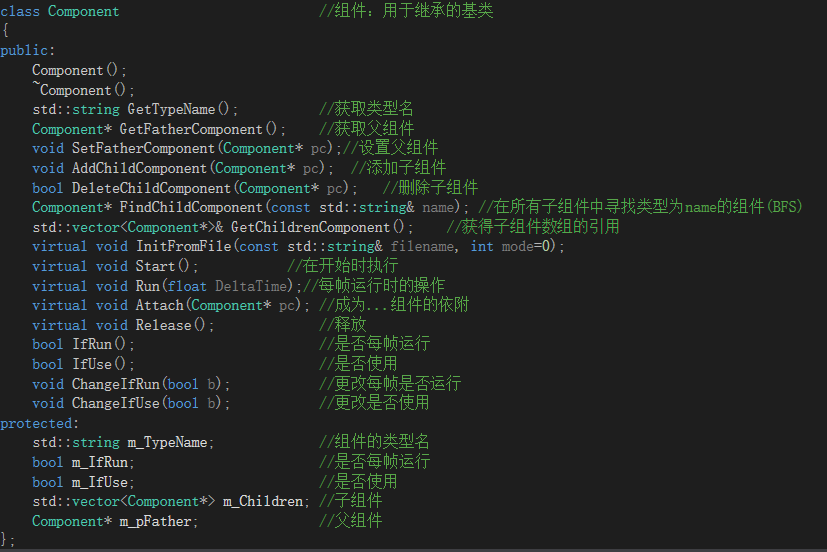 class Component //组件：用于继承的基类
{
public:
Component();
~Component();
std::string GetTypeName(); //获取类型名
Component* GetFatherComponent(); //获取父组件
void SetFatherComponent(Component* pc);//设置父组件
void AddChildComponent(Component* pc); //添加子组件
bool DeleteChildComponent(Component* pc); //删除子组件
Component* FindChildComponent(const std::string& name); //在所有子组件中寻找类型为name的组件(BFS)
std::vector<Component*>& GetChildrenComponent(); //获得子组件数组的引用
virtual void InitFromFile(const std::string& filename, int mode=0);
virtual void Start(); //在开始时执行
virtual void Run(float DeltaTime);//每帧运行时的操作
virtual void Attach(Component* pc); //成为...组件的依附
virtual void Release(); //释放
bool IfRun(); //是否每帧运行
bool IfUse(); //是否使用
void ChangeIfRun(bool b); //更改每帧是否运行
void ChangeIfUse(bool b); //更改是否使用
protected:
std::string m_TypeName; //组件的类型名
bool m_IfRun; //是否每帧运行
bool m_IfUse; //是否使用
std::vector<Component*> m_Children; //子组件
Component* m_pFather; //父组件
};